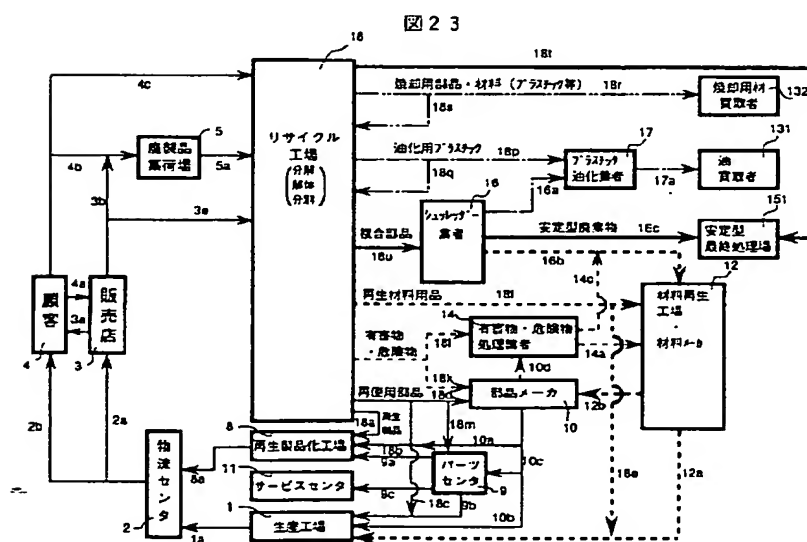 図２３
18
18t
4c
焼却用部品・材料(プラスチック等)
18r
焼却用材
買取者
132
18s
5
廃製品
集荷場
リサイクル
工場
(分解
解体
分別)
油化用プラスチック
18p
17
プラスチック
油化業者
131
油
買取者
4b
5a
18q
16
16a
17a
3b
3e
シュレッダー
業者
151
安定型
最終処理場
複合部品
18u
安定型廃棄物
16c
16b
12
4a
3a
顧客
4
販売店
3
14c
再生材料用品
18l
材料再生
工場
・
材料メーカ
14
有害物・危険物
処理業者
有害物
・危険物
18i
14a
10d
18k
再使用部品
18d
部品メーカ
10
12b
2b
2a
18a
再生
部品
18m
8
再生製品化工場
10a
18b
9a
10c
パーツ
センタ
9
18e
12a
物流センタ
2
8a
11
サービスセンタ
9c
18c
9b
1
生産工場
10b
1a